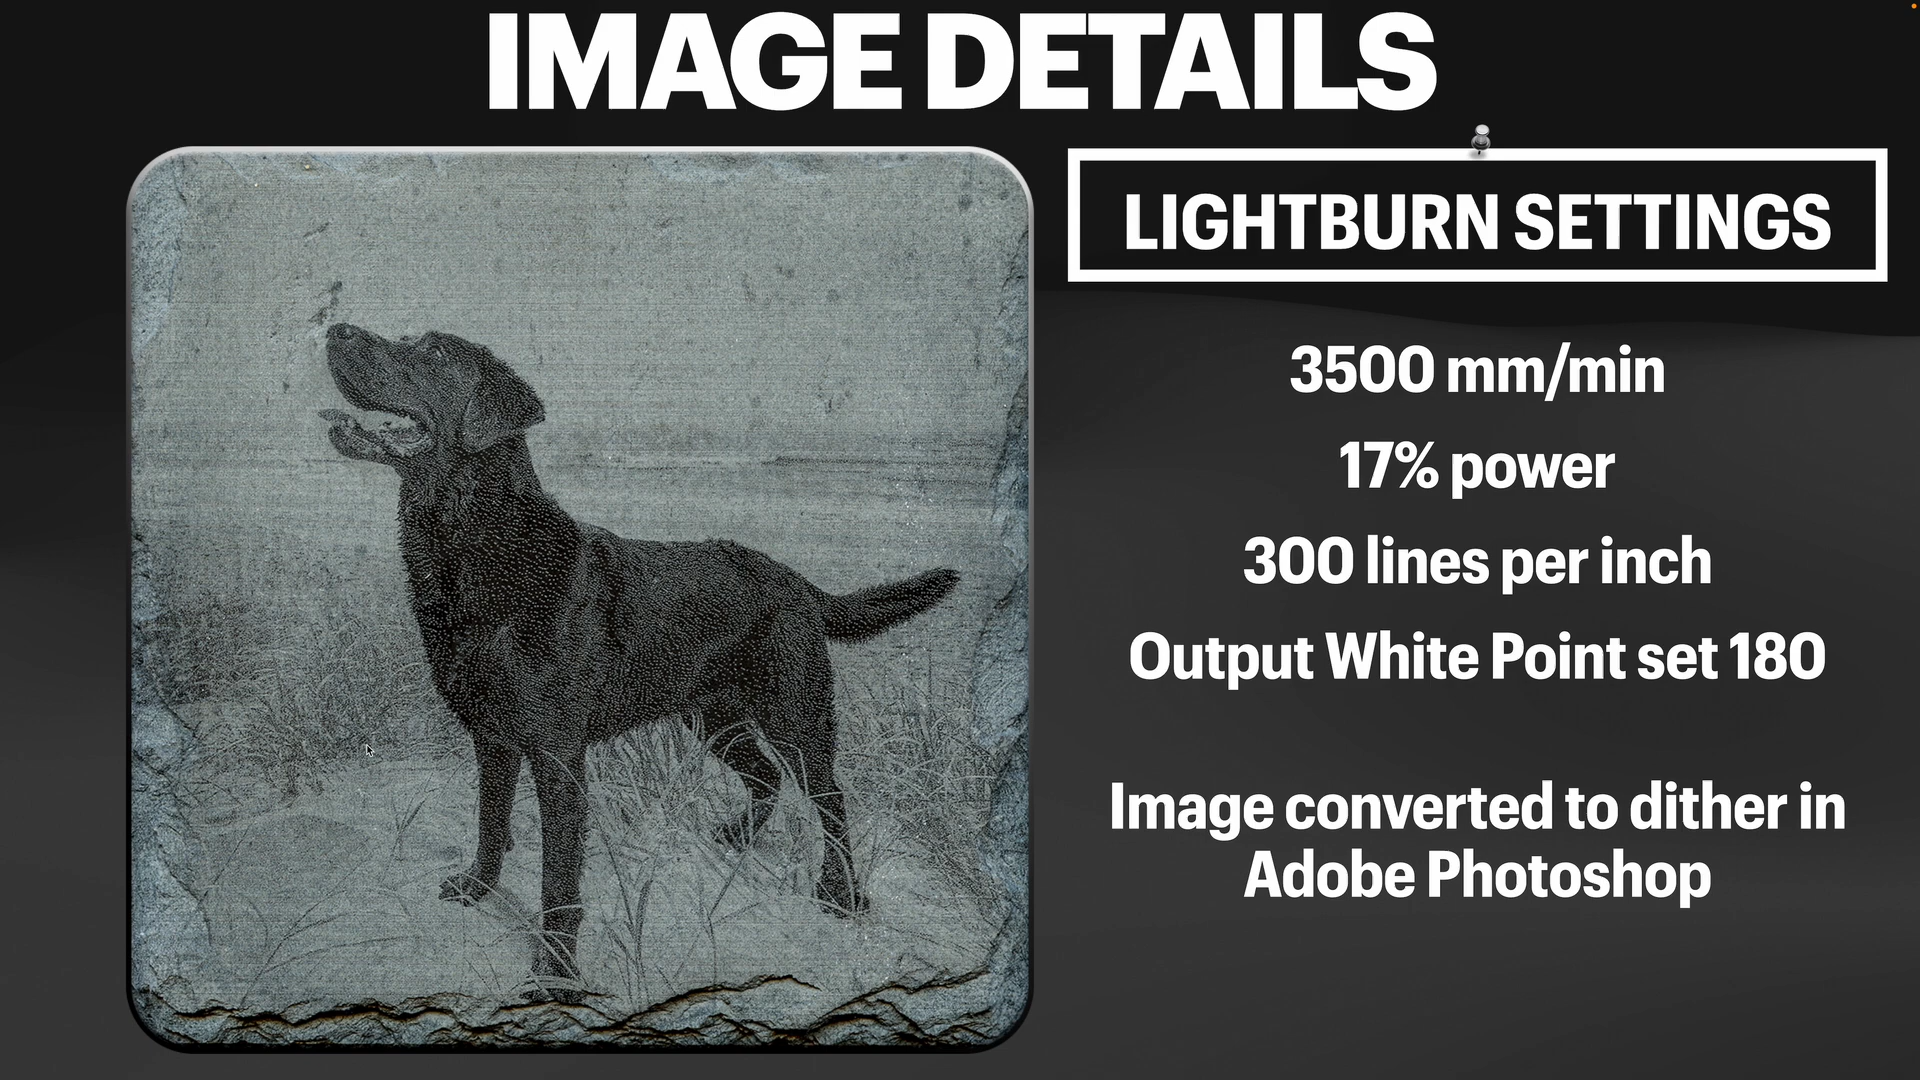 IMAGE DETAILS
LIGHTBURN SETTINGS
3500 mm/min
17% power
300 lines per inch
Output White Point set 180
Image converted to dither in
Adobe Photoshop